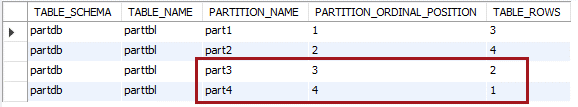 TABLE_SCHEMA TABLE_NAME PARTITION_NAME PARTITION_ORDINAL_POSITION TABLE_ROWS
partdb parttbl part1 1 3
partdb parttbl part2 2 4
partdb parttbl part3 3 2
partdb parttbl part4 4 1